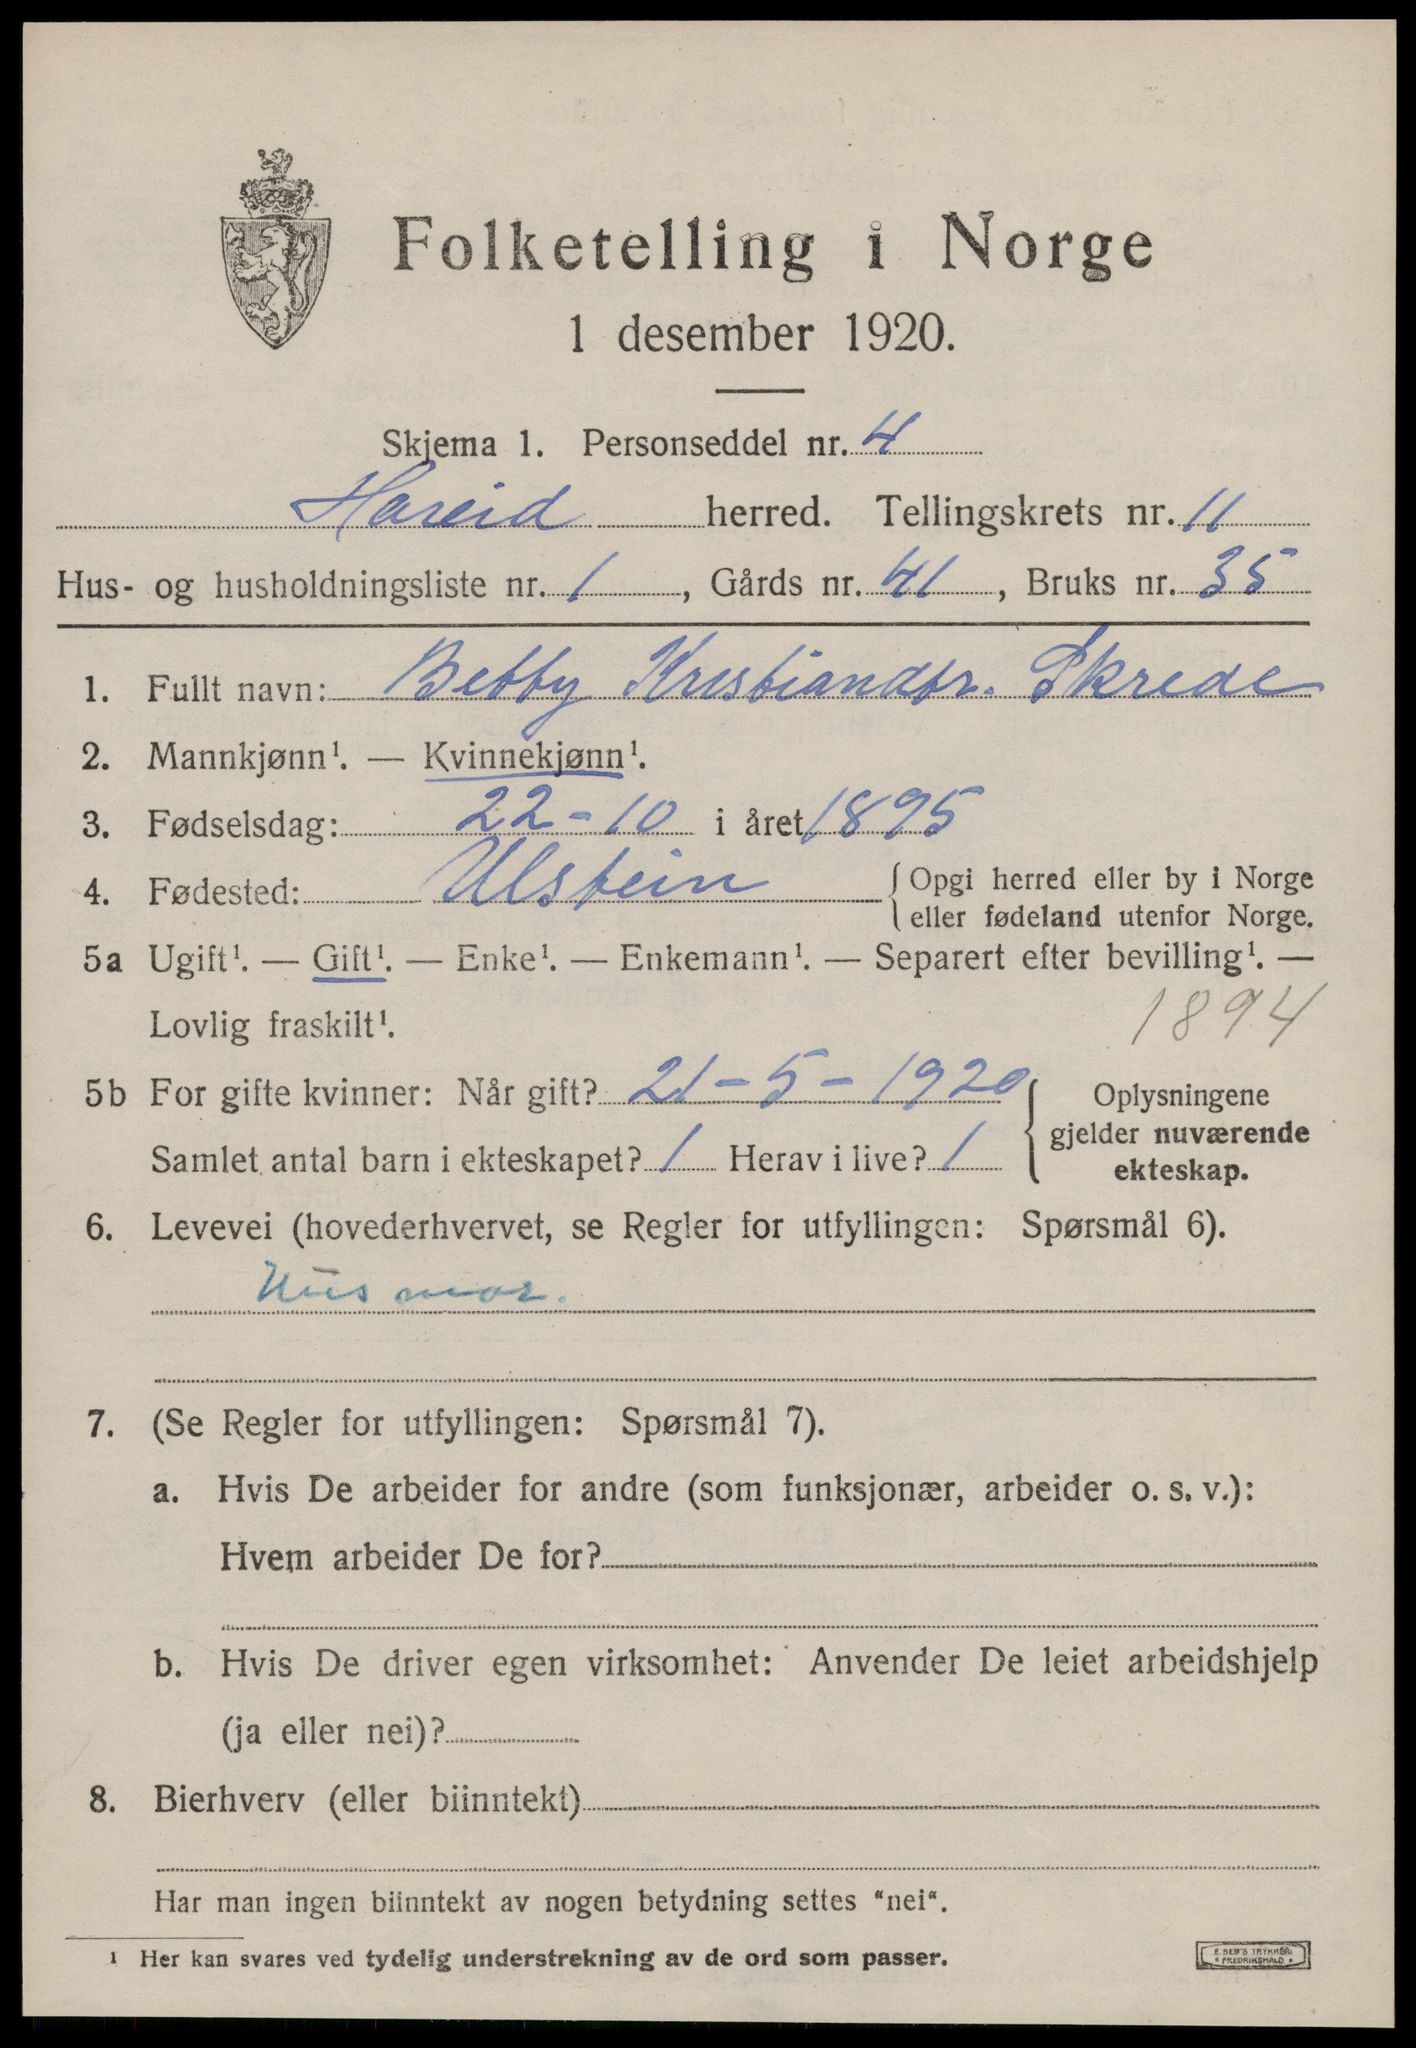 Folketelling i Norge
1 desember 1920.
Skjema 1. Personseddel nr. 4
Hareid herred. Tellingskrets nr. 11
Hus- og husholdningsliste nr. 1, Gårds nr. 41, Bruks nr. 35
1. Fullt navn: Betty Kristiandtr. Skrede
2. Mannkjønn¹. — Kvinnekjønn¹.
3. Fødselsdag: 22-10 i året 1895
4. Fødested: Ulstein {Opgi herred eller by i Norge
eller fødeland utenfor Norge.
5a Ugift¹. — Gift¹. — Enke¹. — Enkemann¹. — Separert efter bevilling¹. —
Lovlig fraskilt¹. 1894
5b For gifte kvinner: Når gift? 21-5-1920 { Oplysningene
gjelder nuværende
Samlet antal barn i ekteskapet? 1 Herav i live? 1
ekteskap.
6. Levevei (hovederhvervet, se Regler for utfyllingen: Spørsmål 6).
Husmor.
7. (Se Regler for utfyllingen: Spørsmål 7).
a. Hvis De arbeider for andre (som funksjonær, arbeider o. s. v.):
Hvem arbeider De for?
b. Hvis De driver egen virksomhet: Anvender De leiet arbeidshjelp
(ja eller nei)?
8. Bierhverv (eller biinntekt)
Har man ingen biinntekt av nogen betydning settes "nei".
¹ Her kan svares ved tydelig understrekning av de ord som passer.
E. SEM'S TRYKKERI
FREDRIKSHALD